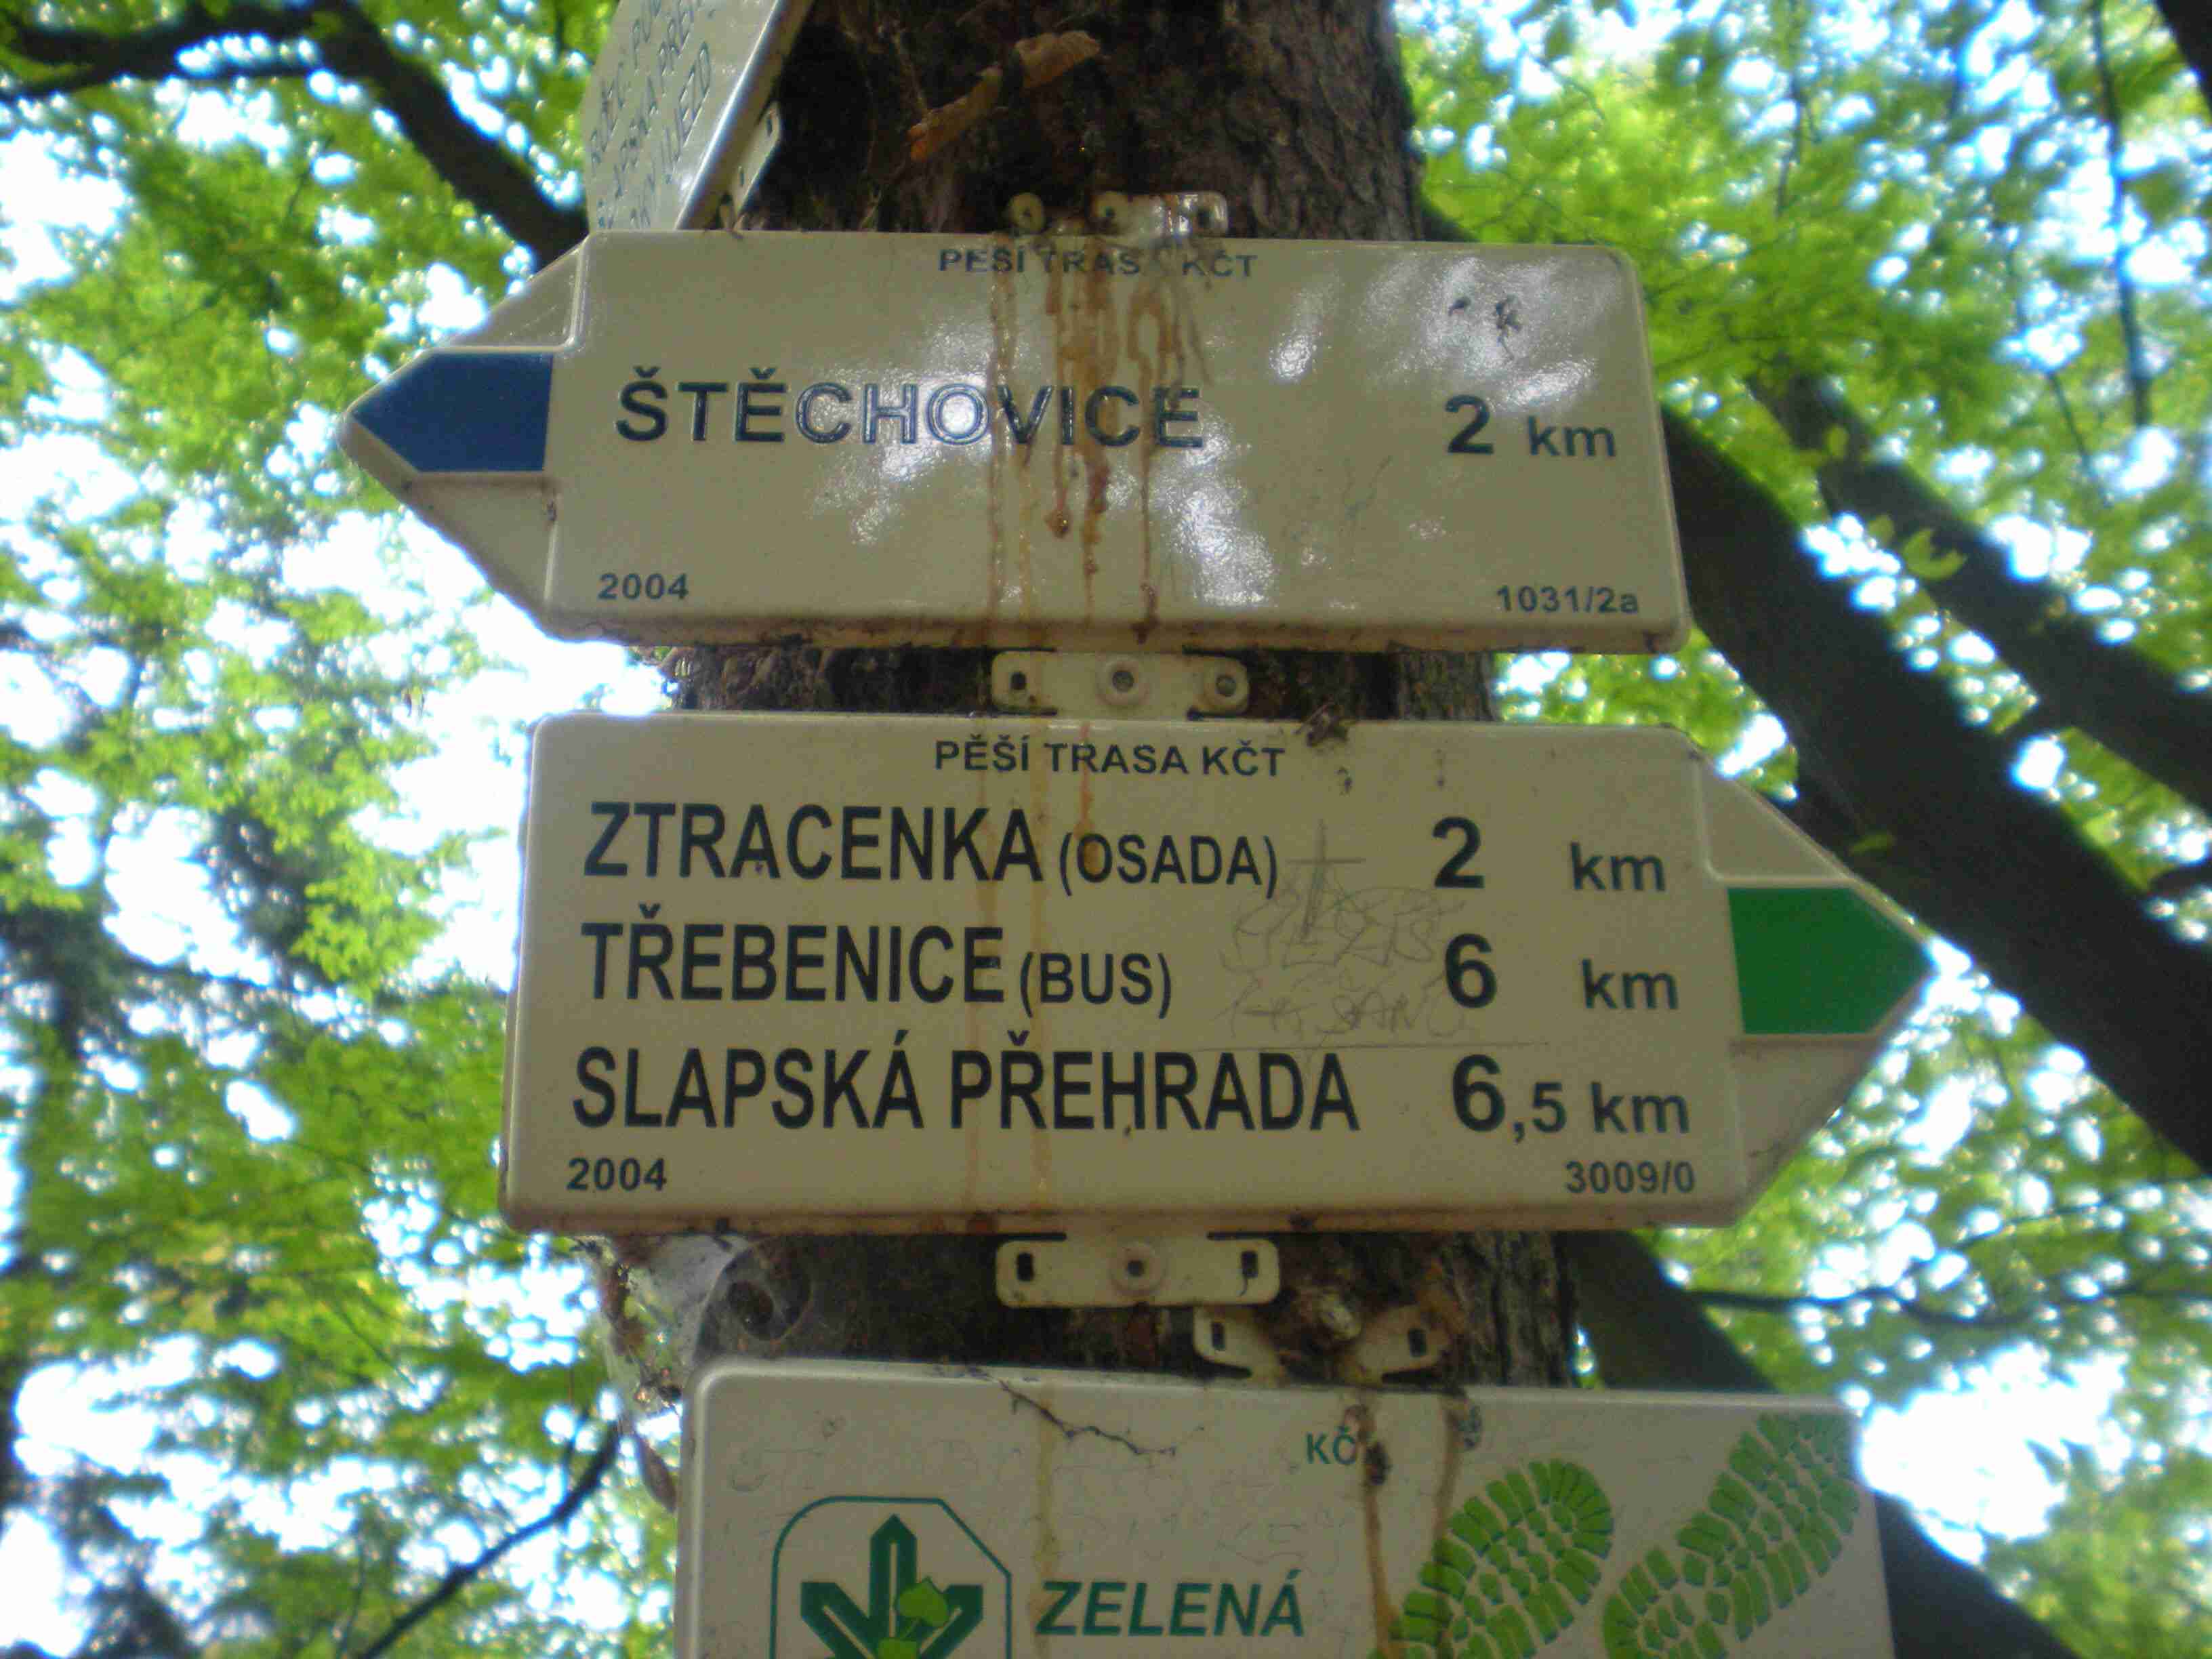 PĚŠÍ KČT
ŠTĚCHOVICE 2 km
2004 1031/2a
PĚŠÍ TRASA KČT
ZTRACENKA (OSADA) 2 km
TŘEBENICE (BUS) 6 km
SLAPSKÁ PŘEHRADA 6,5 km
2004 3009/0
KČ
ZELENÁ